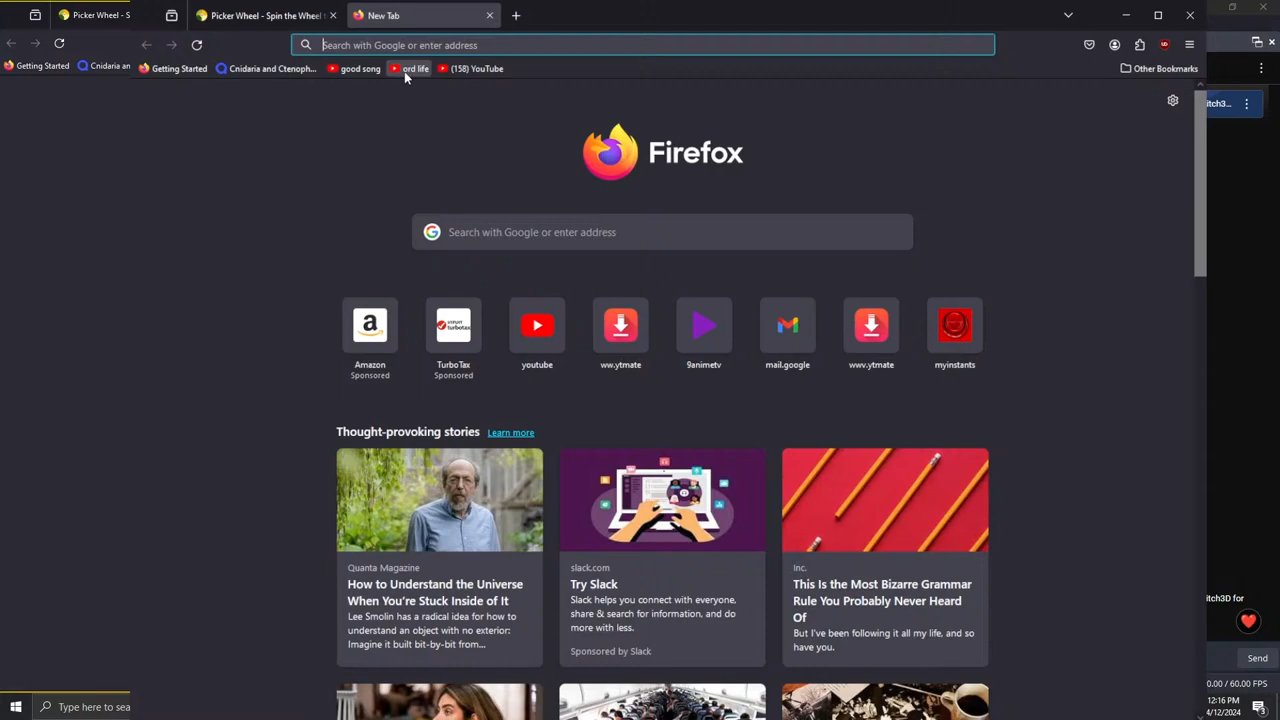 Picker Wheel -
Picker Wheel - Spin the Wheel t
New Tab
Search with Google or enter address
Getting Started
Cnidaria
Getting Started
Cnidaria and Ctenoph...
good song
ord life
(158) YouTube
Other Bookmarks
itch3...
Firefox
Search with Google or enter address
Amazon
Sponsored
TurboTax
Sponsored
youtube
ww.ytmate
9animetv
mail.google
wwv.ytmate
myinstants
Thought-provoking stories Learn more
Quanta Magazine
How to Understand the Universe
When You're Stuck Inside of It
Lee Smolin has a radical idea for how to
understand an object with no exterior:
Imagine it built bit-by-bit from...
slack.com
Try Slack
Slack helps you connect with everyone,
share & search for information, and do
more with less.
Sponsored by Slack
Inc.
This Is the Most Bizarre Grammar
Rule You Probably Never Heard
Of
But I've been following it all my life, and so
have you.
itch3D for
Send
0.00 / 60.00 FPS
Type here to sea
12:16 PM
4/12/2024